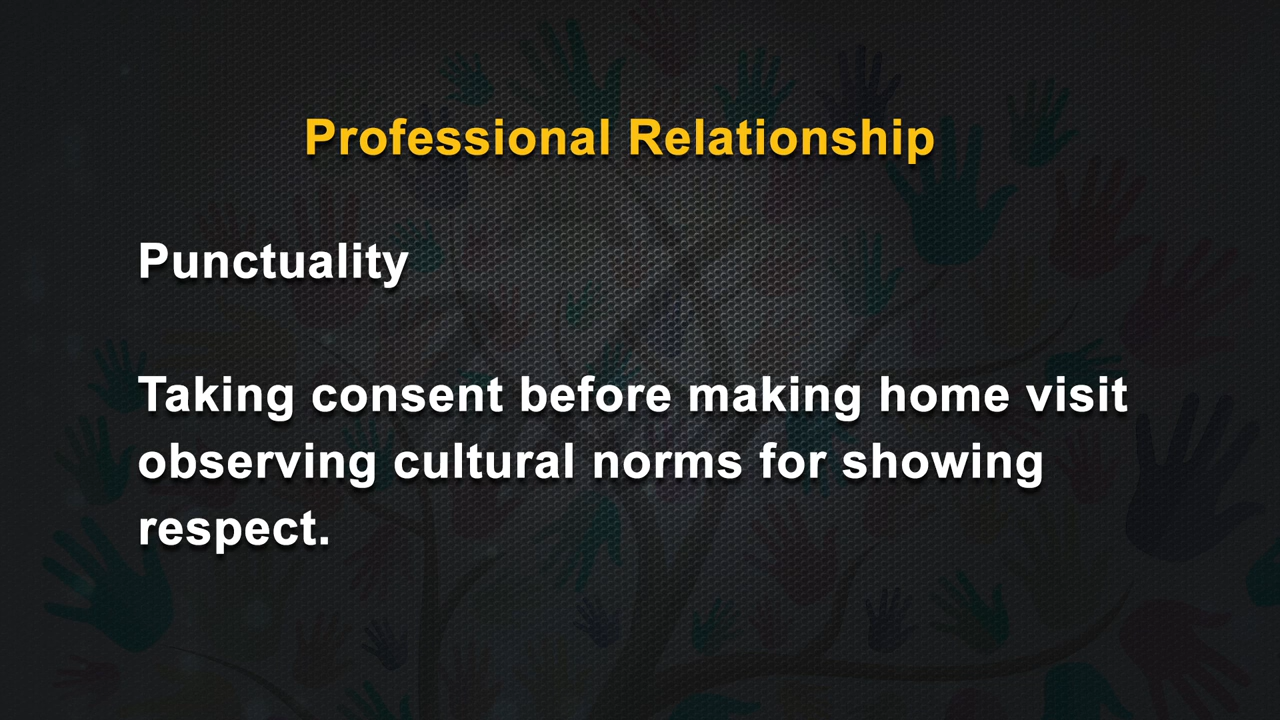 Professional Relationship
Punctuality
Taking consent before making home visit
observing cultural norms for showing
respect.